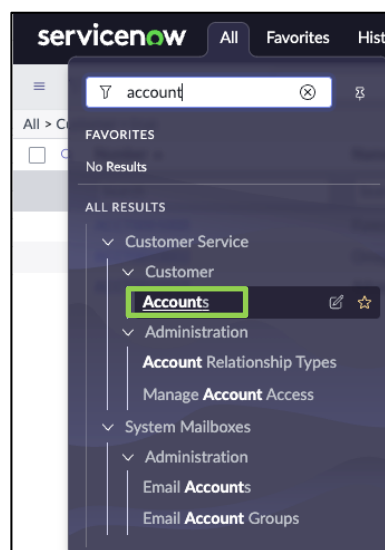 servicenow All Favorites Hist
account
All > C
FAVORITES
No Results
ALL RESULTS
Customer Service
Customer
Accounts
Administration
Account Relationship Types
Manage Account Access
System Mailboxes
Administration
Email Accounts
Email Account Groups